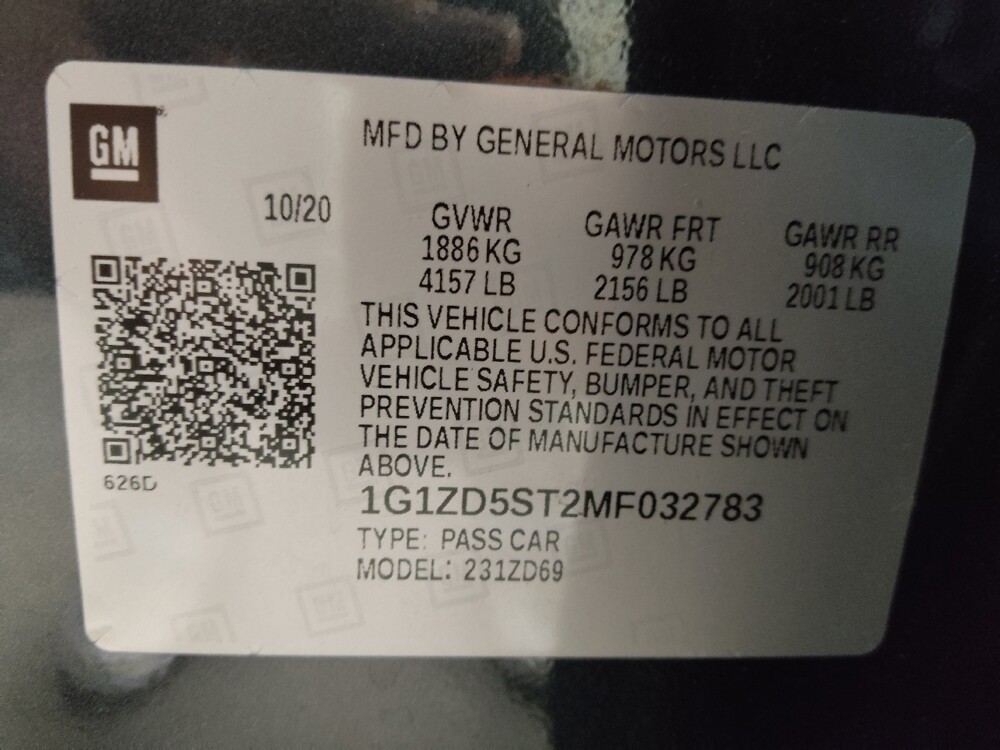 GM
MFD BY GENERAL MOTORS LLC
10/20
GVWR GAWR FRT GAWR RR
1886 KG 978 KG 908 KG
4157 LB 2156 LB 2001 LB
THIS VEHICLE CONFORMS TO ALL
APPLICABLE U.S. FEDERAL MOTOR
VEHICLE SAFETY, BUMPER, AND THEFT
PREVENTION STANDARDS IN EFFECT ON
THE DATE OF MANUFACTURE SHOWN
ABOVE.
626D
1G1ZD5ST2MF032783
TYPE: PASS CAR
MODEL: 231ZD69